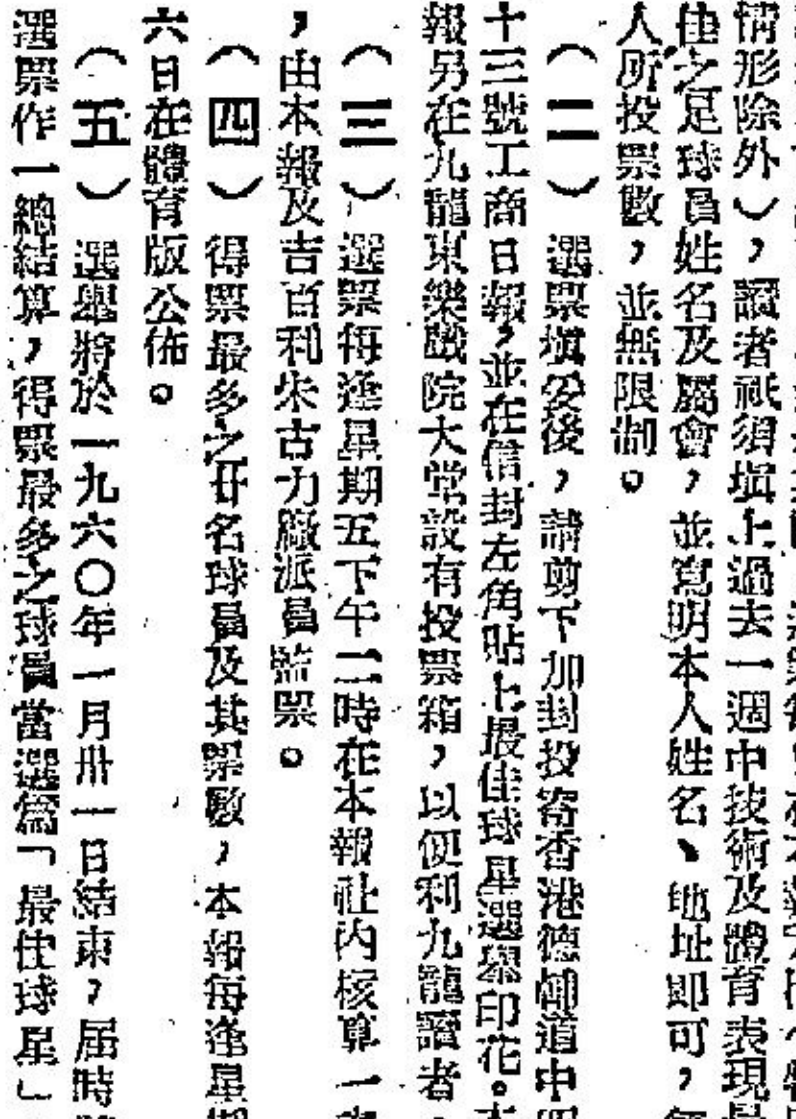 情形除外），讀者祇須塡上過去一週中技術及體育表現
佳之足球員姓名及屬會，並寫明本人姓名、地址即可，
人所投票數，並無限制。
（二）選票塡妥後，請剪下加封投寄香港德輔道中四
十三號工商日報，並在信封左角貼上最佳球星選舉印花。本
報另在九龍東樂戲院大堂設有投票箱，以便利九龍讀者。
（三）選票每逢星期五下午二時在本報社内核算一
，由本報及吉百利朱古力廠派員監票。
（四）得票最多之廿名球員及其票數，本報每逢星期
六日在體育版公佈。
（五）選舉將於一九六〇年一月卅一日結束，屆時
選票作一總結算，得票最多之球員當選爲「最佳球星」